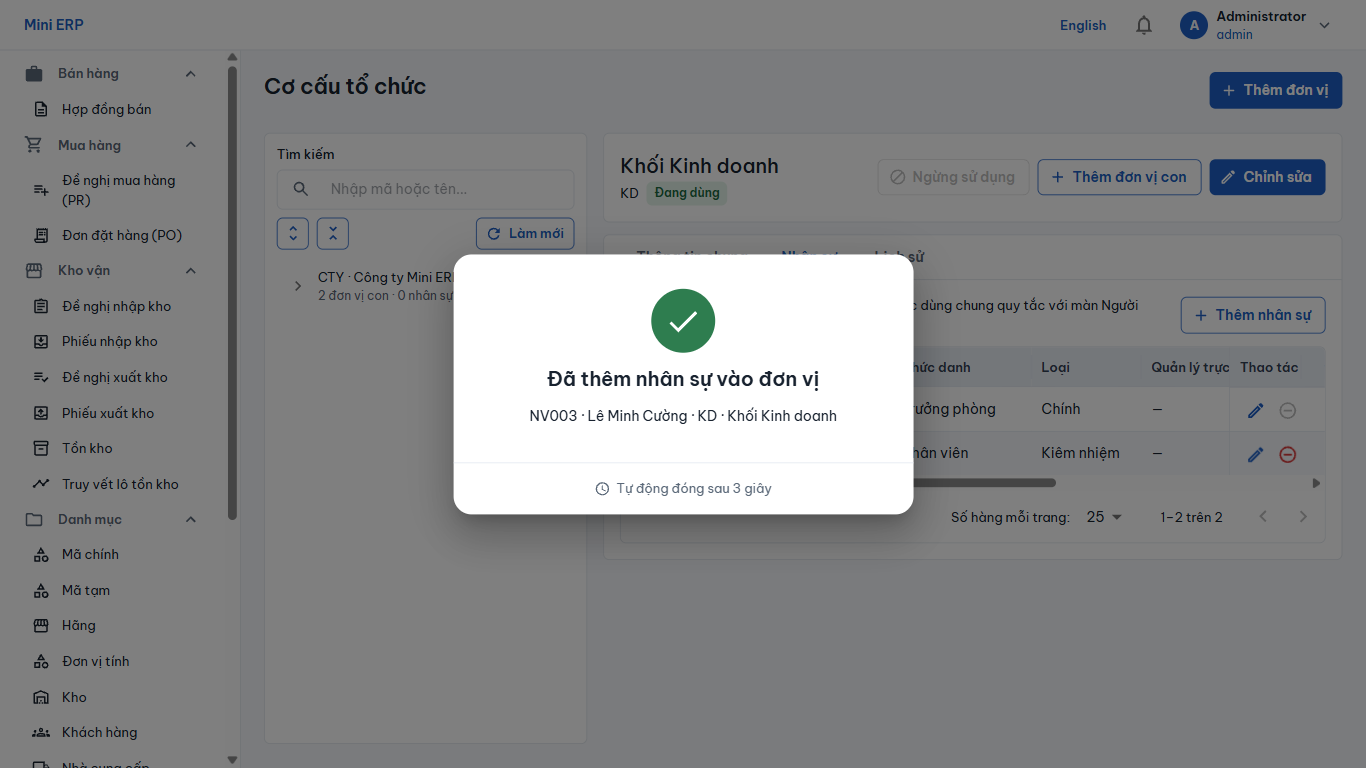 Mini ERP
English
A
Administrator
admin
Bán hàng
Hợp đồng bán
Mua hàng
Đề nghị mua hàng
(PR)
Đơn đặt hàng (PO)
Kho vận
Đề nghị nhập kho
Phiếu nhập kho
Đề nghị xuất kho
Phiếu xuất kho
Tồn kho
Truy vết lô tồn kho
Danh mục
Mã chính
Mã tạm
Hãng
Đơn vị tính
Kho
Khách hàng
Cơ cấu tổ chức
Thêm đơn vị
Tìm kiếm
Nhập mã hoặc tên...
Làm mới
CTY · Công ty Mini
2 đơn vị con · 0 nhân sự
Khối Kinh doanh
KD Đang dùng
Ngừng sử dụng
Thêm đơn vị con
Chỉnh sửa
dùng chung quy tắc với màn Người
Thêm nhân sự
danh Loại Quản lý trực Thao tác
phòng Chính –
viên Kiêm nhiệm –
Số hàng mỗi trang: 25 1–2 trên 2
Đã thêm nhân sự vào đơn vị
NV003 · Lê Minh Cường · KD · Khối Kinh doanh
Tự động đóng sau 3 giây